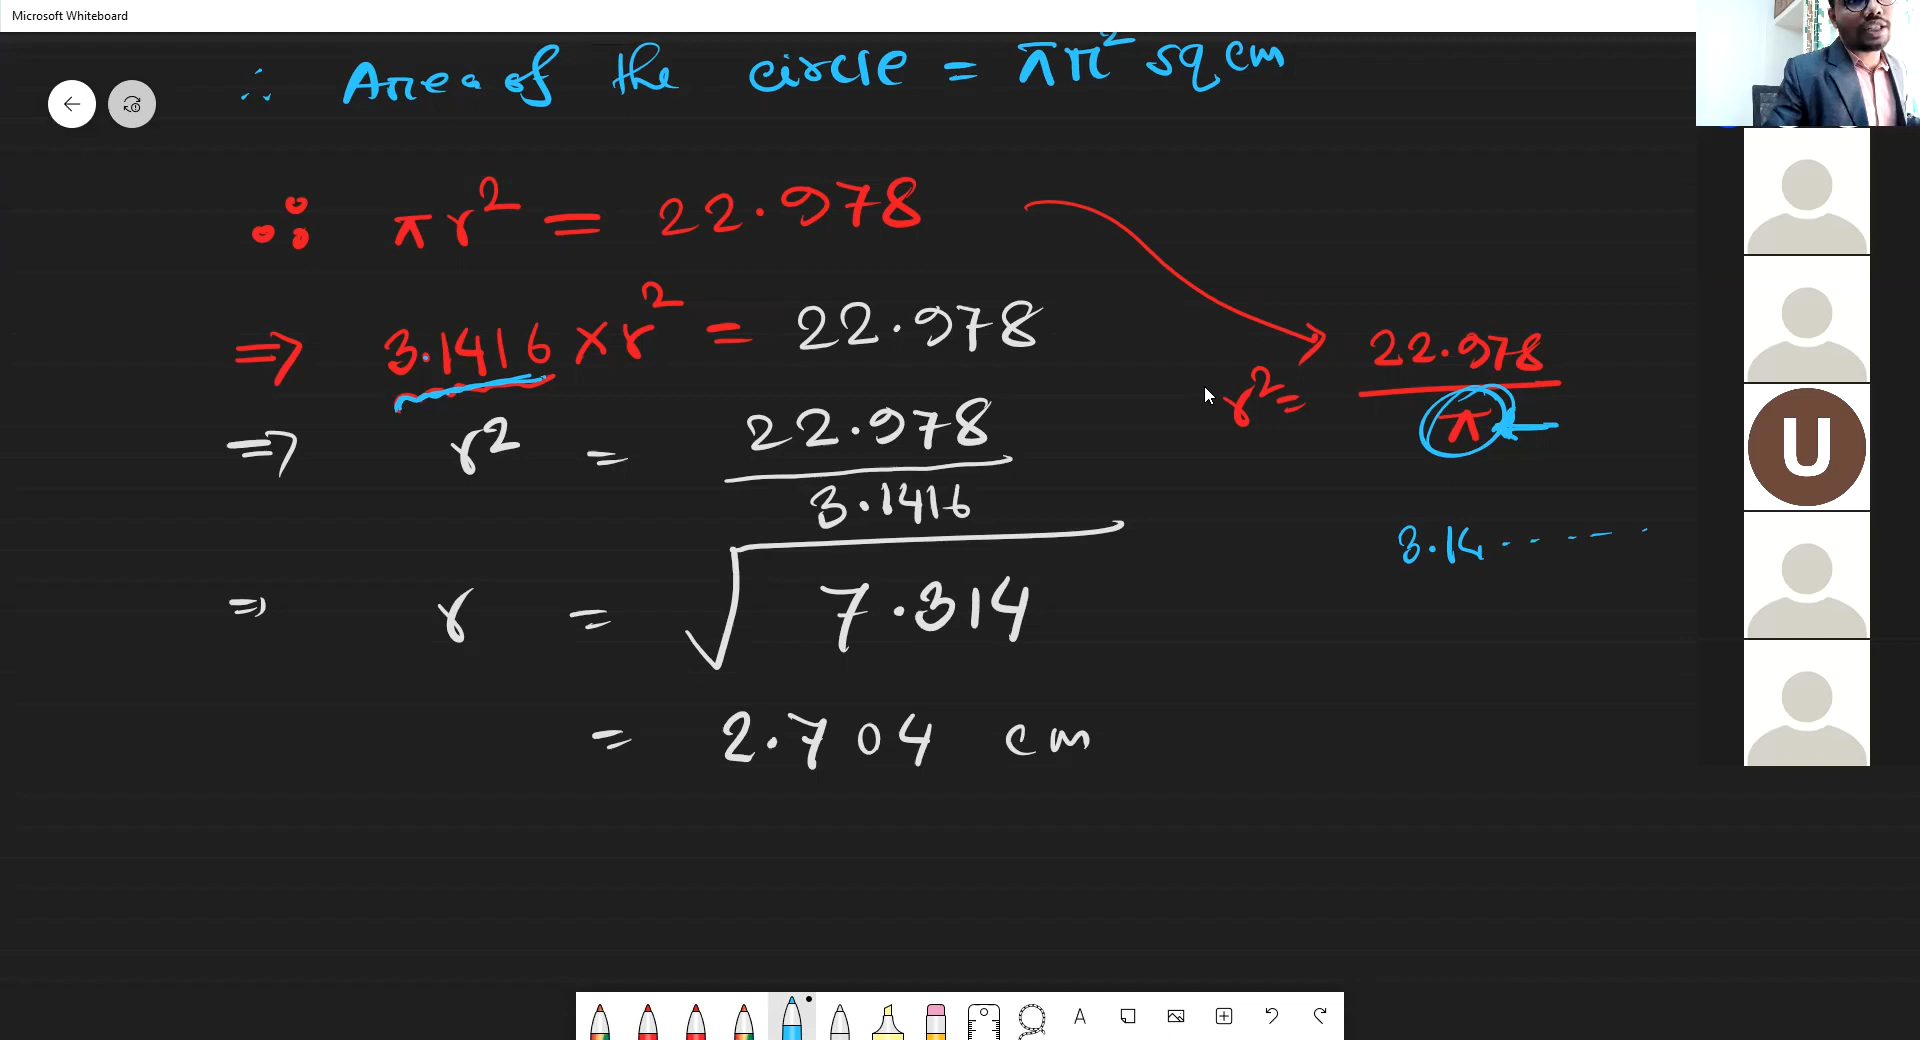 Microsoft Whiteboard
∴ Area of the circle = πr² sq cm
∴ πr² = 22.978
⇒ 3.1416 × r² = 22.978
r² = 22.978 / π
⇒ r² = 22.978 / 3.1416
3.14 . - - - - .
⇒ r = √7.314
= 2.704 cm
U
A